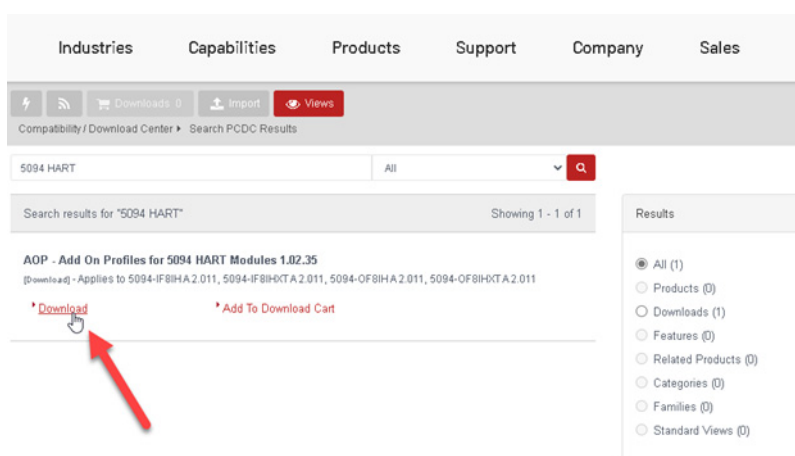 Industries Capabilities Products Support Company Sales
Downloads 0 Import Views
Compatibility / Download Center ▸ Search PCDC Results
5094 HART All
Search results for "5094 HART" Showing 1 - 1 of 1
AOP - Add On Profiles for 5094 HART Modules 1.02.35
[Download] - Applies to 5094-IF8IH A 2.011, 5094-IF8IHXT A 2.011, 5094-OF8IH A 2.011, 5094-OF8IHXT A 2.011
Download Add To Download Cart
Results
All (1)
Products (0)
Downloads (1)
Features (0)
Related Products (0)
Categories (0)
Families (0)
Standard Views (0)